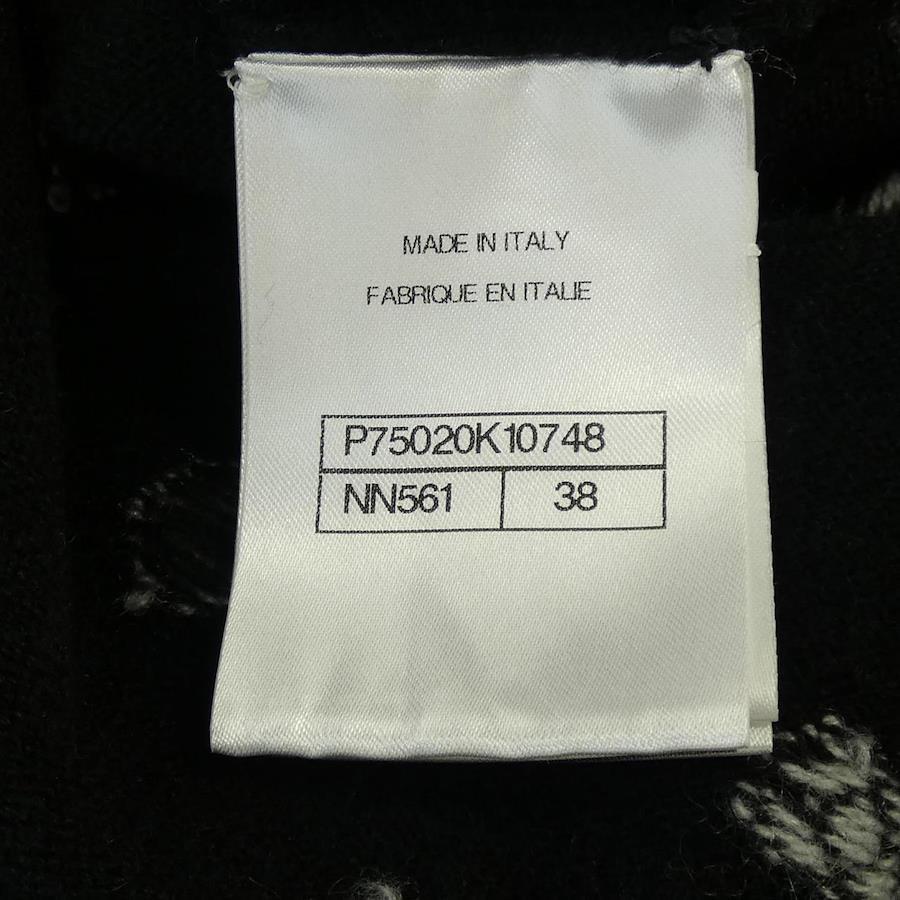 MADE IN ITALY
FABRIQUE EN ITALIE
P75020K10748
NN561 38